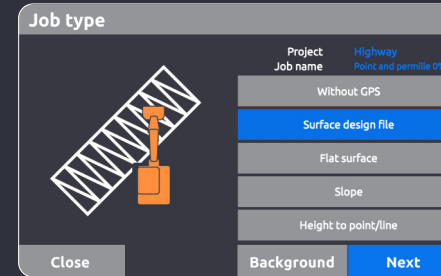 Job type
Project Highway
Job name Point and permille 0%
Without GPS
Surface design file
Flat surface
Slope
Height to point/line
Close Background Next